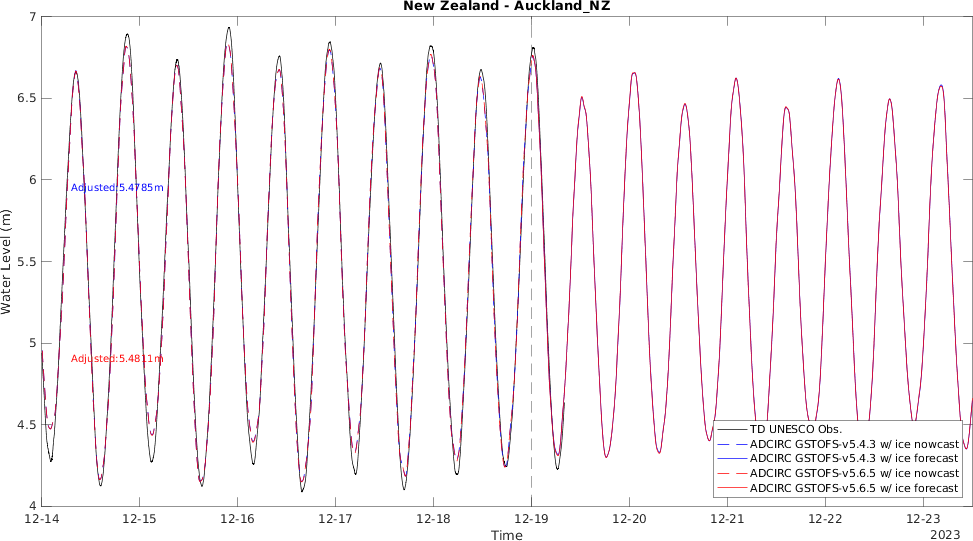 New Zealand - Auckland_NZ
7
6.5
6
5.5
5
4.5
4
Water Level (m)
Adjusted:5.4785m
Adjusted:5.4811m
TD UNESCO Obs.
ADCIRC GSTOFS-v5.4.3 w/ ice nowcast
ADCIRC GSTOFS-v5.4.3 w/ ice forecast
ADCIRC GSTOFS-v5.6.5 w/ ice nowcast
ADCIRC GSTOFS-v5.6.5 w/ ice forecast
12-14 12-15 12-16 12-17 12-18 12-19 12-20 12-21 12-22 12-23
Time
2023